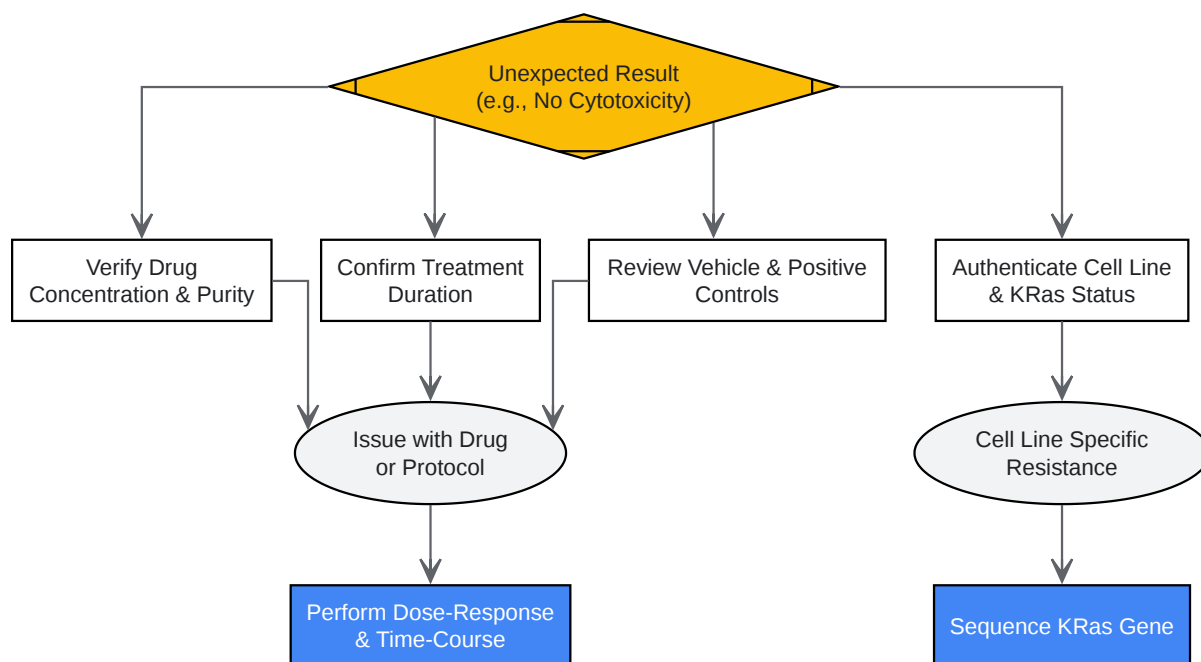 Unexpected Result
(e.g., No Cytotoxicity)
Verify Drug
Concentration & Purity
Confirm Treatment
Duration
Review Vehicle & Positive
Controls
Authenticate Cell Line
& KRas Status
Issue with Drug
or Protocol
Cell Line Specific
Resistance
Perform Dose-Response
& Time-Course
Sequence KRas Gene